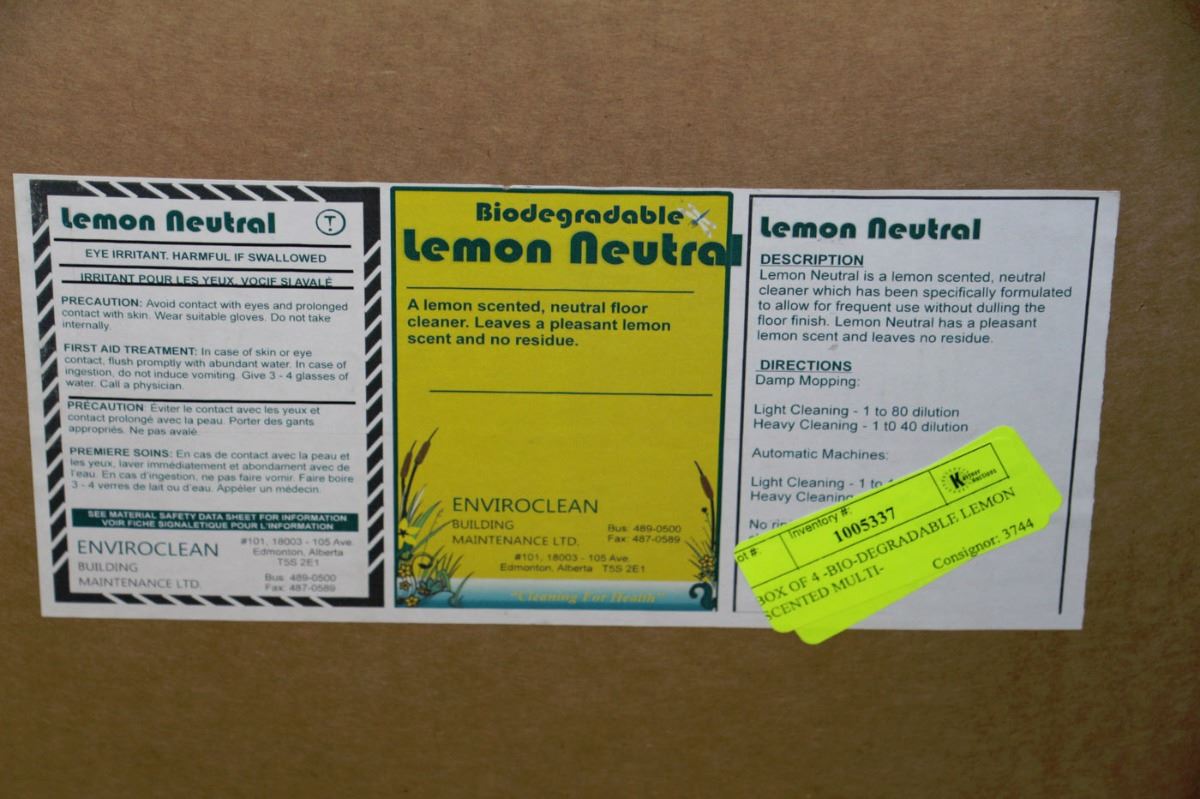 Lemon Neutral
EYE IRRITANT. HARMFUL IF SWALLOWED
IRRITANT POUR LES YEUX, VOCIF SI AVALÉ
PRECAUTION: Avoid contact with eyes and prolonged
contact with skin. Wear suitable gloves. Do not take
internally.
FIRST AID TREATMENT: In case of skin or eye
contact, flush promptly with abundant water. In case of
ingestion, do not induce vomiting. Give 3 - 4 glasses of
water. Call a physician.
PRÉCAUTION: Éviter le contact avec les yeux et
contact prolongé avec la peau. Porter des gants
appropriés. Ne pas avalé.
PREMIERE SOINS: En cas de contact avec la peau et
les yeux, laver immédiatement et abondament avec de
l'eau. En cas d'ingestion, ne pas faire vomir. Faire boire
3 - 4 verres de lait ou d'eau. Appéler un médecin.
SEE MATERIAL SAFETY DATA SHEET FOR INFORMATION
VOIR FICHE SIGNALETIQUE POUR L'INFORMATION
ENVIROCLEAN
BUILDING
MAINTENANCE LTD.
#101, 18003 - 105 Ave.
Edmonton, Alberta
T5S 2E1
Bus: 489-0500
Fax: 487-0589
Biodegradable
Lemon Neutral
A lemon scented, neutral floor
cleaner. Leaves a pleasant lemon
scent and no residue.
ENVIROCLEAN
BUILDING
MAINTENANCE LTD.
Bus: 489-0500
Fax: 487-0589
#101, 18003 - 105 Ave.
Edmonton, Alberta T5S 2E1
"Cleaning For Health"
Lemon Neutral
DESCRIPTION
Lemon Neutral is a lemon scented, neutral
cleaner which has been specifically formulated
to allow for frequent use without dulling the
floor finish. Lemon Neutral has a pleasant
lemon scent and leaves no residue.
DIRECTIONS
Damp Mopping:
Light Cleaning - 1 to 80 dilution
Heavy Cleaning - 1 t0 40 dilution
Automatic Machines:
Light Cleaning - 1 to
Heavy Cleaning
No
ot #:
Inventory #:
1005337
Kastner Auctions
BOX OF 4 -BIO-DEGRADABLE LEMON
SCENTED MULTI-
Consignor: 3744